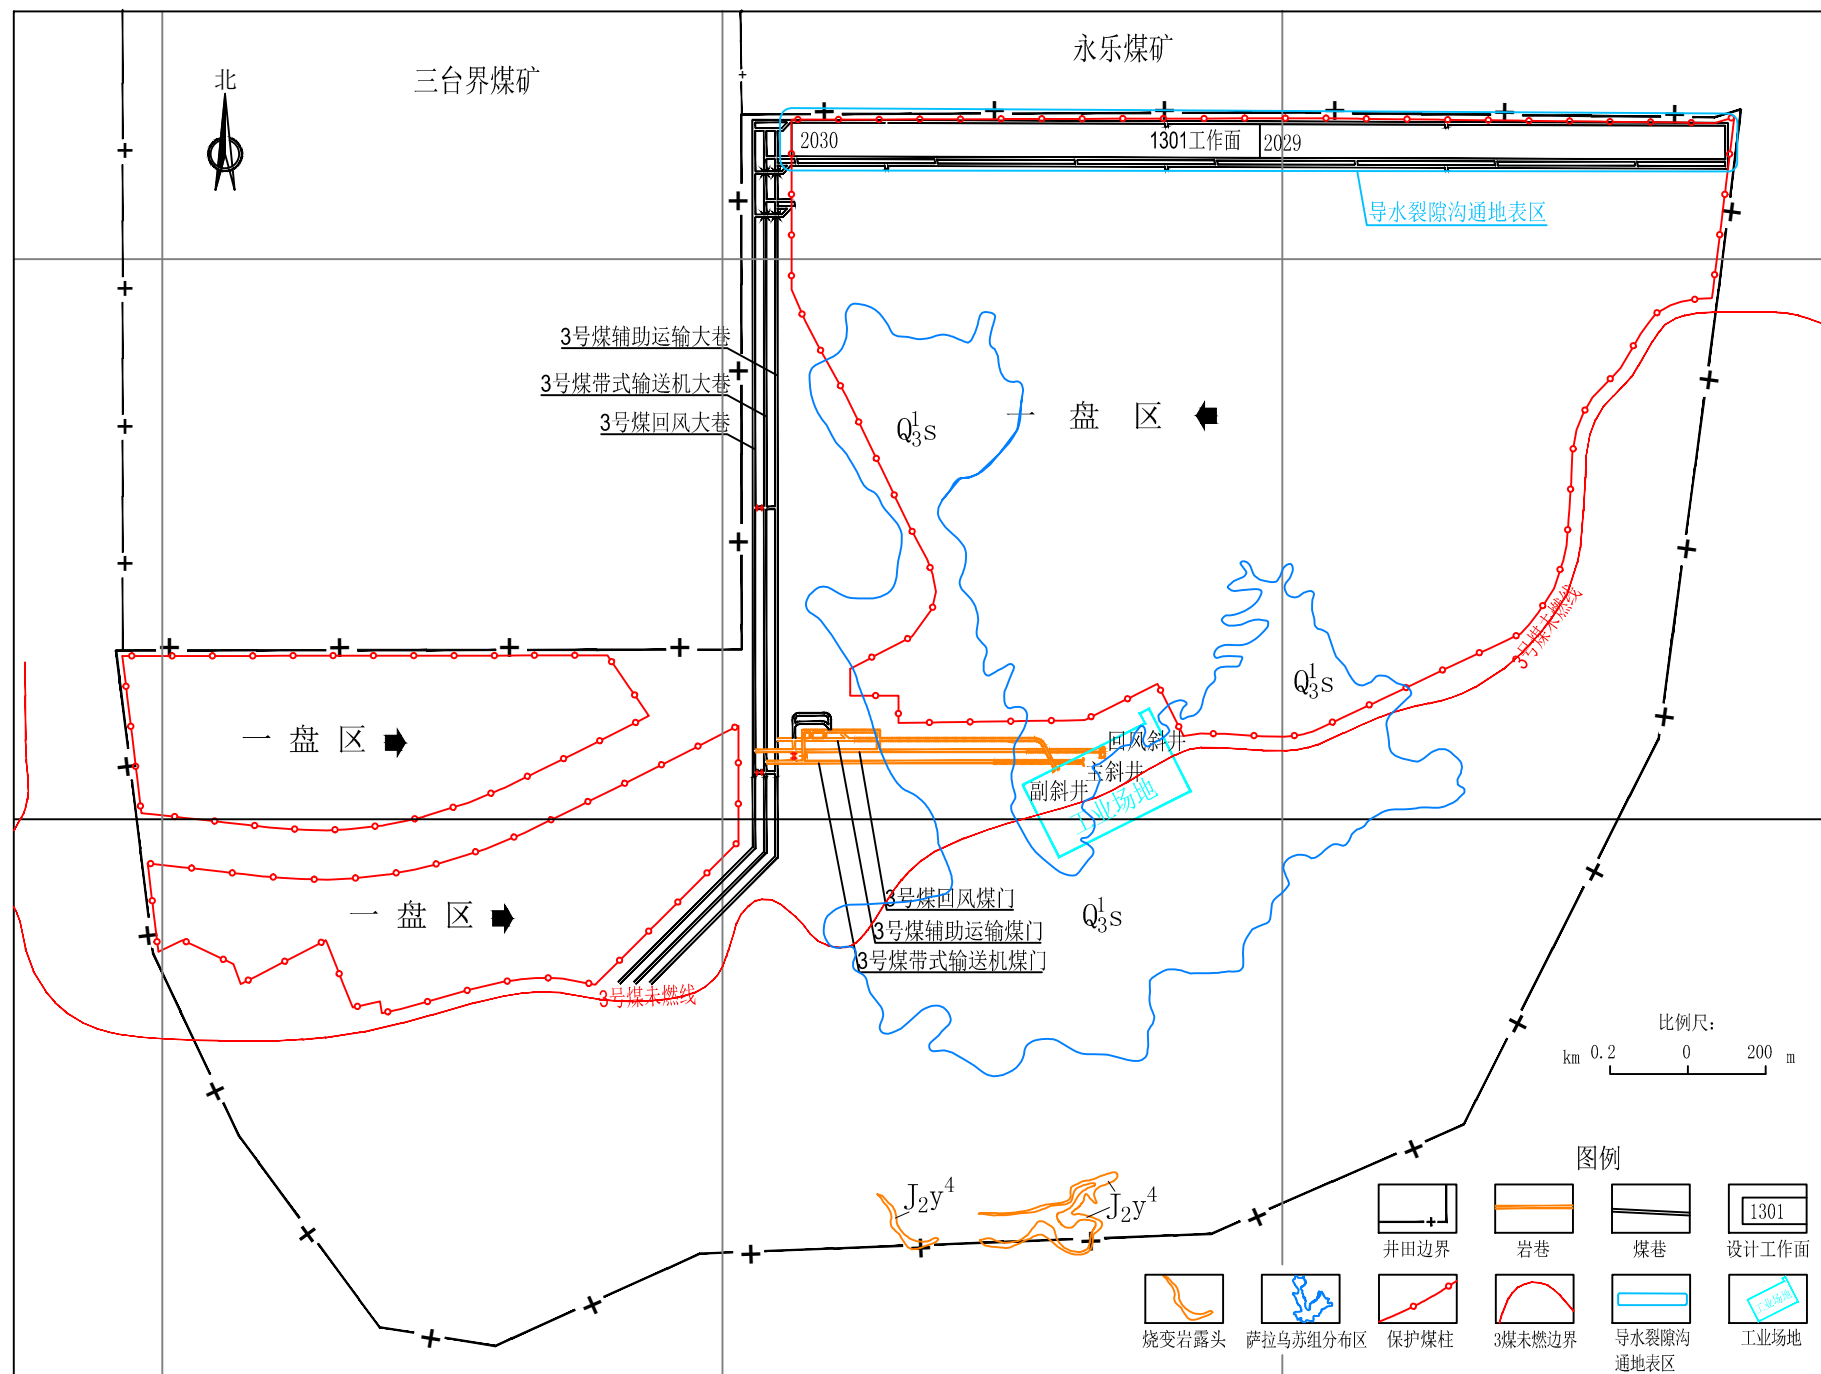 永乐煤矿
三台界煤矿
北
2030
1301工作面
2029
导水裂隙沟通地表区
3号煤辅助运输大巷
3号煤带式输送机大巷
3号煤回风大巷
Q₃¹s
一 盘 区
3号煤未燃线
Q₃¹s
一 盘 区
回风斜井
主斜井
副斜井
工业场地
3号煤回风煤门
一 盘 区
Q₃¹s
3号煤辅助运输煤门
3号煤带式输送机煤门
3号煤未燃线
比例尺:
km 0.2 0 200 m
J₂y⁴
J₂y⁴
图例
1301
井田边界
岩巷
煤巷
设计工作面
工业场地
烧变岩露头
萨拉乌苏组分布区
保护煤柱
3煤未燃边界
导水裂隙沟
通地表区
工业场地